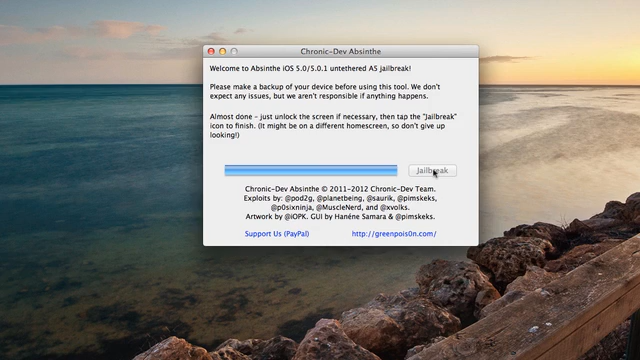 Chronic-Dev Absinthe
Welcome to Absinthe iOS 5.0/5.0.1 untethered A5 jailbreak!
Please make a backup of your device before using this tool. We don't
expect any issues, but we aren't responsible if anything happens.
Almost done - just unlock the screen if necessary, then tap the "Jailbreak"
icon to finish. (It might be on a different homescreen, so don't give up
looking!)
Jailbreak
Chronic-Dev Absinthe © 2011-2012 Chronic-Dev Team.
Exploits by: @pod2g, @planetbeing, @saurik, @pimskeks,
@p0sixninja, @MuscleNerd, and @xvolks.
Artwork by @iOPK. GUI by Hanéne Samara & @pimskeks.
Support Us (PayPal) http://greenpois0n.com/